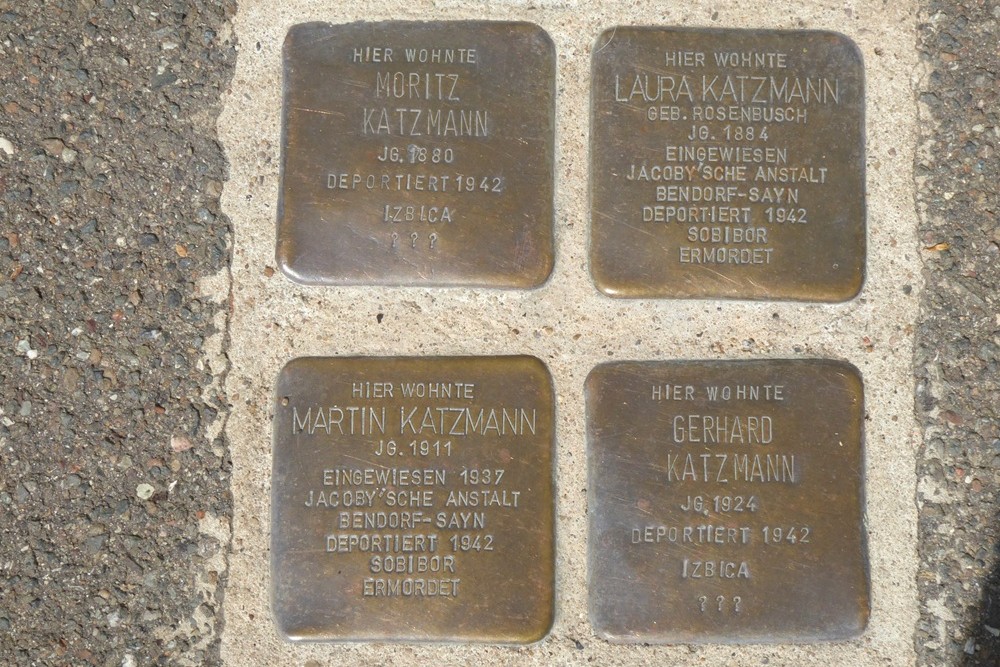 HIER WOHNTE
MORITZ
KATZMANN
JG. 1880
DEPORTIERT 1942
IZBICA
? ? ?
HIER WOHNTE
LAURA KATZMANN
GEB. ROSENBUSCH
JG. 1884
EINGEWIESEN
JACOBY'SCHE ANSTALT
BENDORF-SAYN
DEPORTIERT 1942
SOBIBOR
ERMORDET
HIER WOHNTE
MARTIN KATZMANN
JG. 1911
EINGEWIESEN 1937
JACOBY'SCHE ANSTALT
BENDORF-SAYN
DEPORTIERT 1942
SOBIBOR
ERMORDET
HIER WOHNTE
GERHARD
KATZMANN
JG. 1924
DEPORTIERT 1942
IZBICA
? ? ?